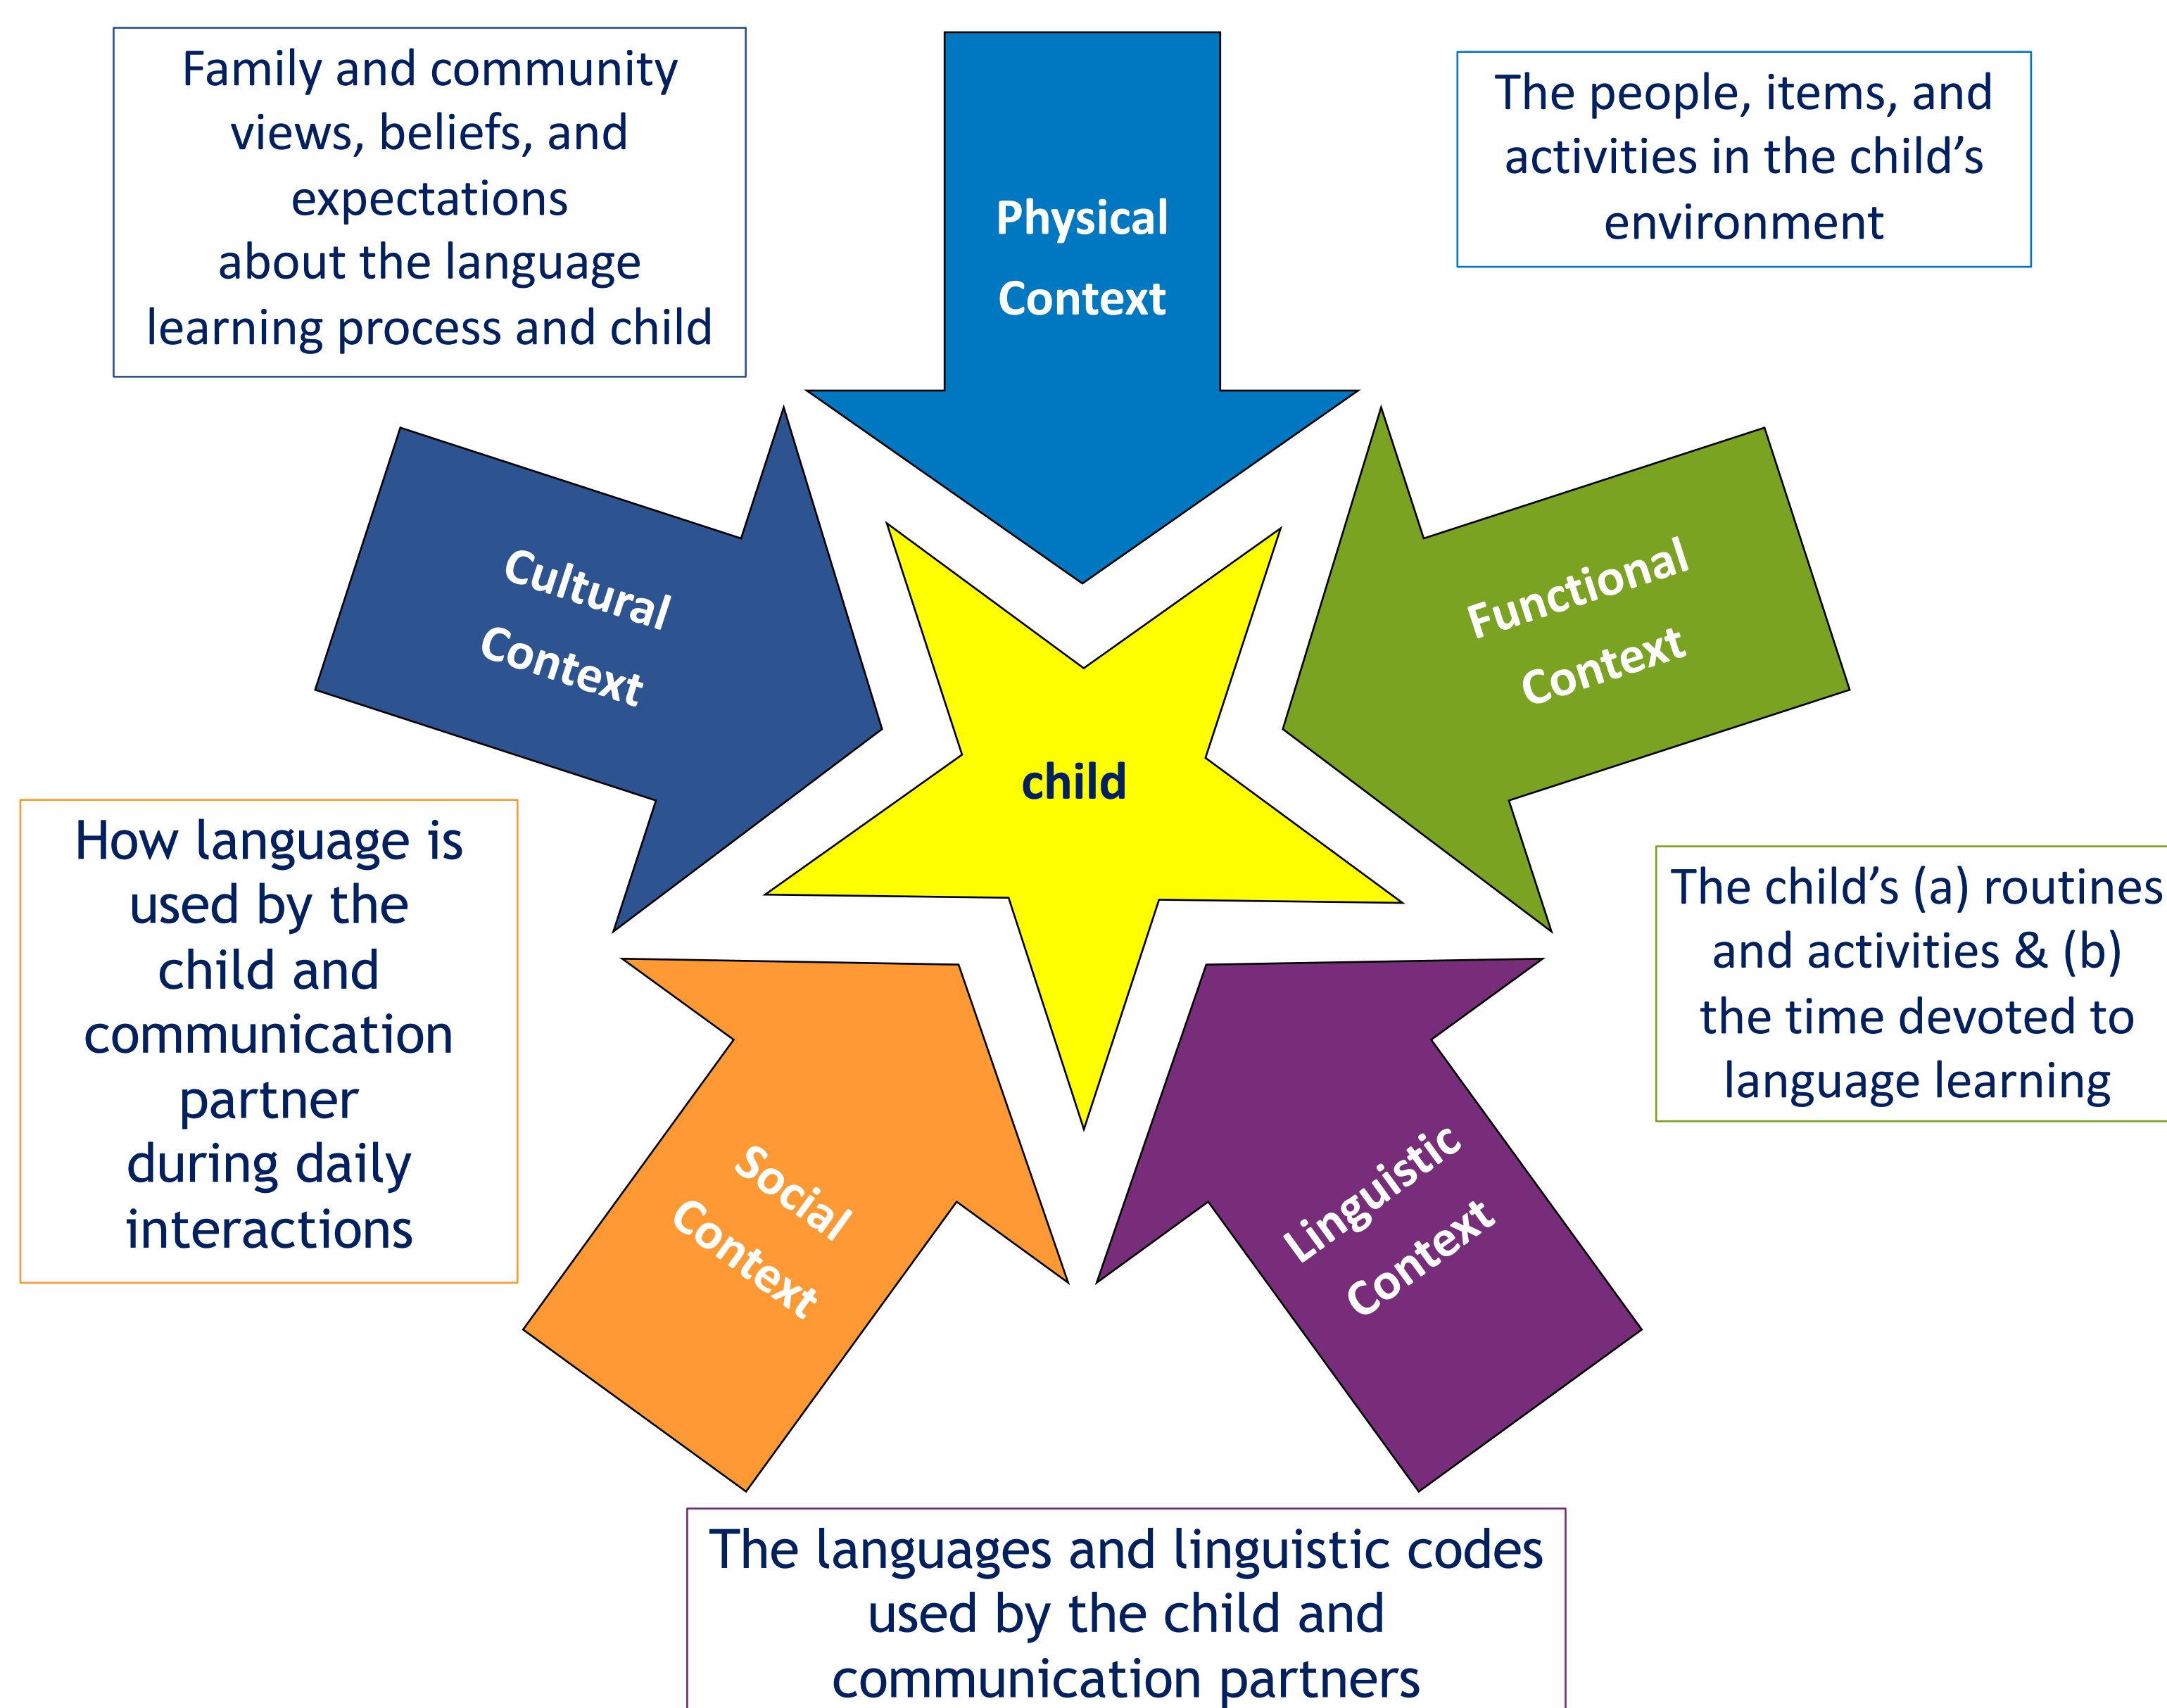 Family and community
views, beliefs, and
expectations
about the language
learning process and child
Physical
Context
The people, items, and
activities in the child’s
environment
Cultural
Context
Functional
Context
child
How language is
used by the
child and
communication
partner
during daily
interactions
The child’s (a) routines
and activities & (b)
the time devoted to
language learning
Social
Context
Linguistic
Context
The languages and linguistic codes
used by the child and
communication partners